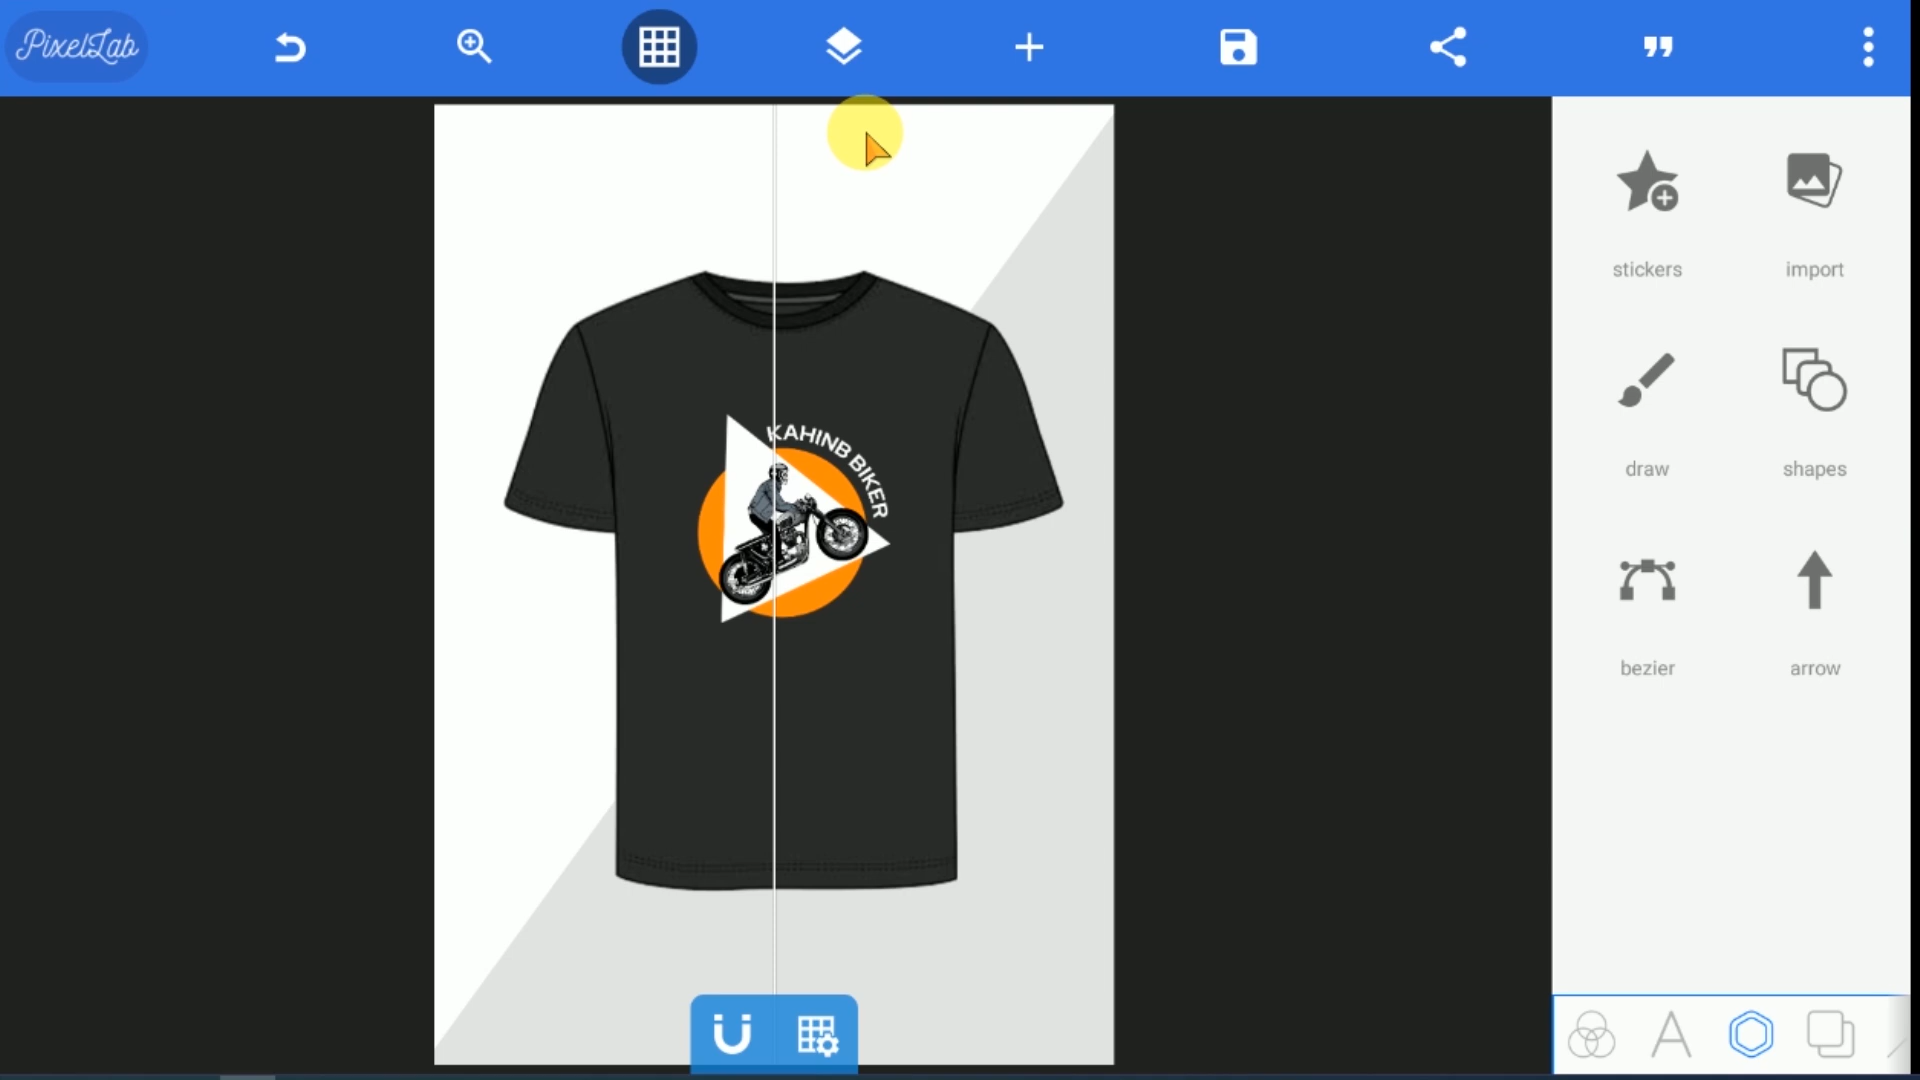 PixelLab
stickers
import
KAHINB BIKER
draw
shapes
bezier
arrow